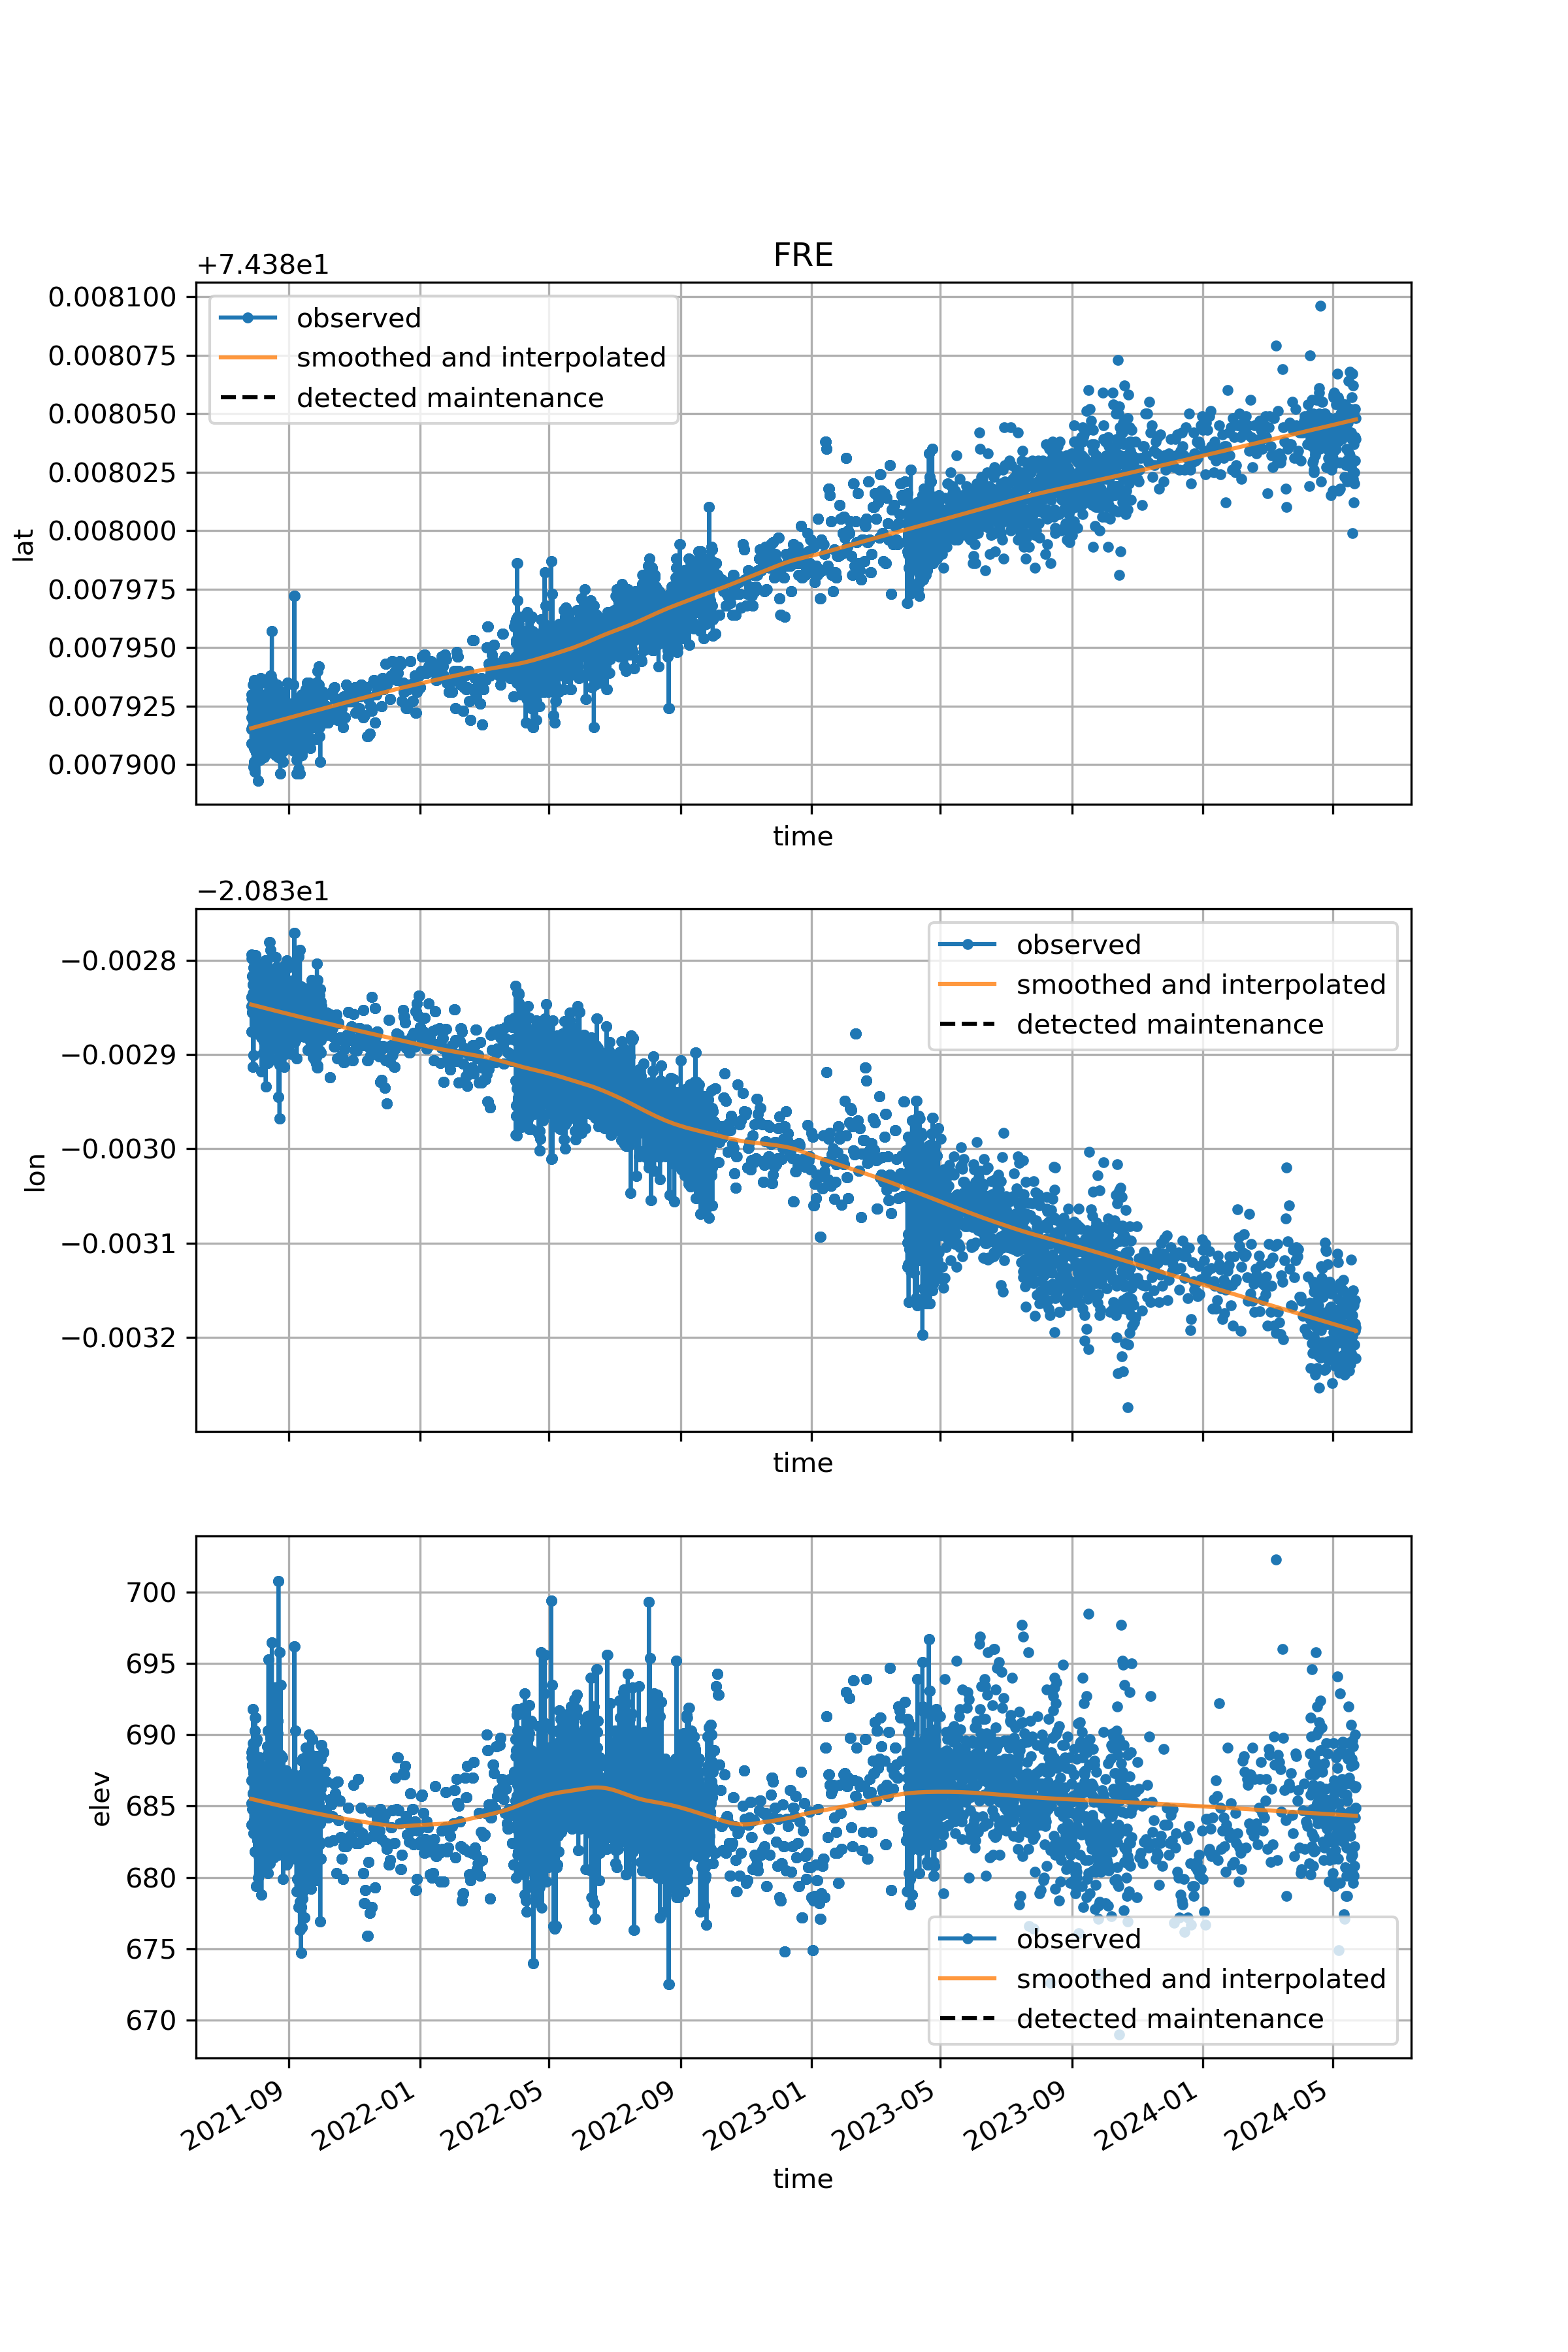 FRE
+7.438e1
0.008100
0.008075
0.008050
0.008025
0.008000
0.007975
0.007950
0.007925
0.007900
lat
observed
smoothed and interpolated
detected maintenance
time
−2.083e1
−0.0028
−0.0029
−0.0030
−0.0031
−0.0032
lon
observed
smoothed and interpolated
detected maintenance
time
700
695
690
685
680
675
670
elev
observed
smoothed and interpolated
detected maintenance
2021-09
2022-01
2022-05
2022-09
2023-01
2023-05
2023-09
2024-01
2024-05
time